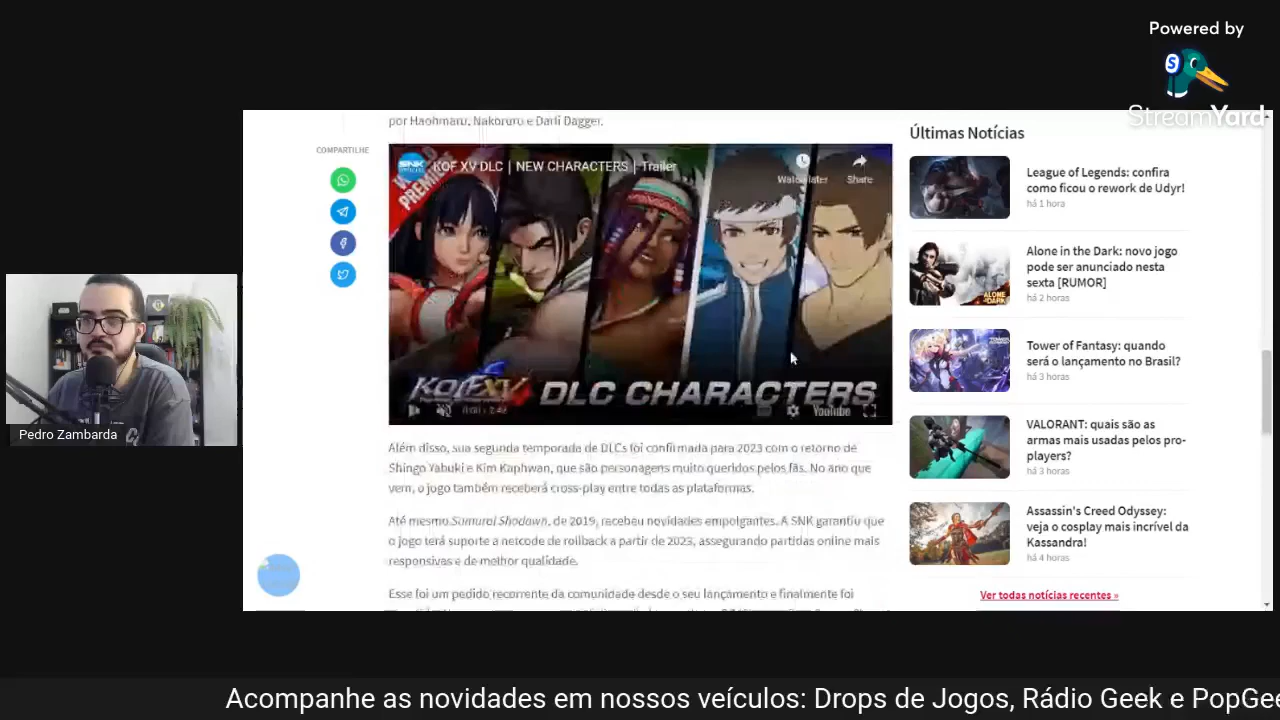 Powered by
StreamYard
por Haohmaru, Nakoruru e Darli Dagger.
COMPARTILHE
SNK
KOF XV DLC | NEW CHARACTERS | Trailer
Watch later
Share
KOFXV
DLC CHARACTERS
YouTube
Além disso, sua segunda temporada de DLCs foi confirmada para 2023 com o retorno de
Shingo Yabuki e Kim Kaphwan, que são personagens muito queridos pelos fãs. No ano que
vem, o jogo também receberá cross-play entre todas as plataformas.
Até mesmo Samurai Shodown, de 2019, recebeu novidades empolgantes. A SNK garantiu que
o jogo terá suporte a netcode de rollback a partir de 2023, assegurando partidas online mais
responsivas e de melhor qualidade.
Esse foi um pedido recorrente da comunidade desde o seu lançamento e finalmente foi
Últimas Notícias
League of Legends: confira
como ficou o rework de Udyr!
há 1 hora
ALONE
DARK
Alone in the Dark: novo jogo
pode ser anunciado nesta
sexta [RUMOR]
há 2 horas
Tower of Fantasy: quando
será o lançamento no Brasil?
há 3 horas
VALORANT: quais são as
armas mais usadas pelos pro-
players?
há 3 horas
Assassin's Creed Odyssey:
veja o cosplay mais incrível da
Kassandra!
há 4 horas
Ver todas notícias recentes »
Pedro Zambarda
Acompanhe as novidades em nossos veículos: Drops de Jogos, Rádio Geek e PopGee